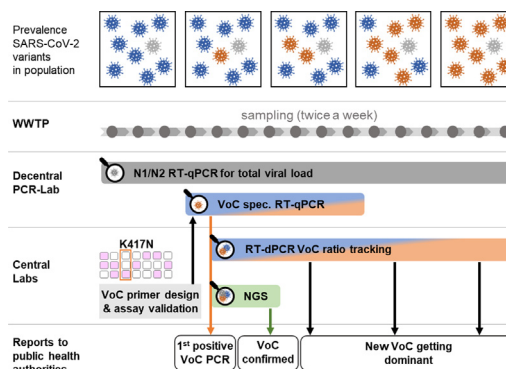 Prevalence
SARS-CoV-2
variants
in population
WWTP
sampling (twice a week)
Decentral
PCR-Lab
N1/N2 RT-qPCR for total viral load
VoC spec. RT-qPCR
Central
Labs
K417N
RT-dPCR VoC ratio tracking
VoC primer design
& assay validation
NGS
Reports to
public health
authorities
1st positive
VoC PCR
VoC
confirmed
New VoC getting
dominant